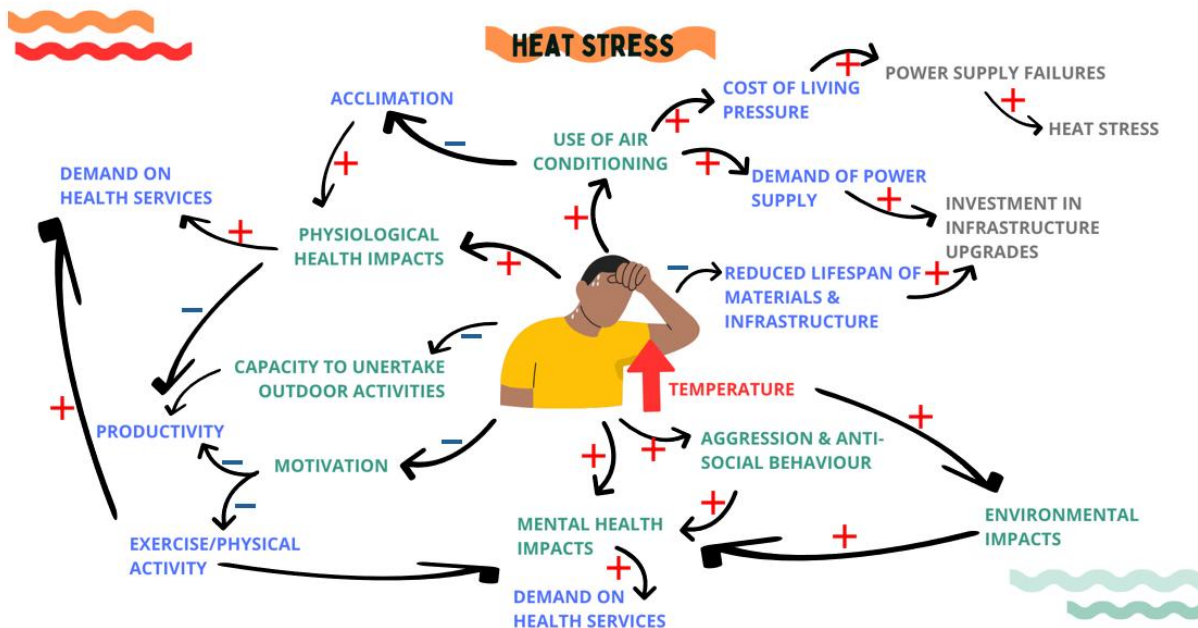 HEAT STRESS
COST OF LIVING
PRESSURE
POWER SUPPLY FAILURES
HEAT STRESS
ACCLIMATION
USE OF AIR
CONDITIONING
DEMAND OF POWER
SUPPLY
INVESTMENT IN
INFRASTRUCTURE
UPGRADES
DEMAND ON
HEALTH SERVICES
PHYSIOLOGICAL
HEALTH IMPACTS
REDUCED LIFESPAN OF
MATERIALS &
INFRASTRUCTURE
CAPACITY TO UNERTAKE
OUTDOOR ACTIVITIES
TEMPERATURE
PRODUCTIVITY
MOTIVATION
AGGRESSION & ANTI-
SOCIAL BEHAVIOUR
EXERCISE/PHYSICAL
ACTIVITY
MENTAL HEALTH
IMPACTS
ENVIRONMENTAL
IMPACTS
DEMAND ON
HEALTH SERVICES